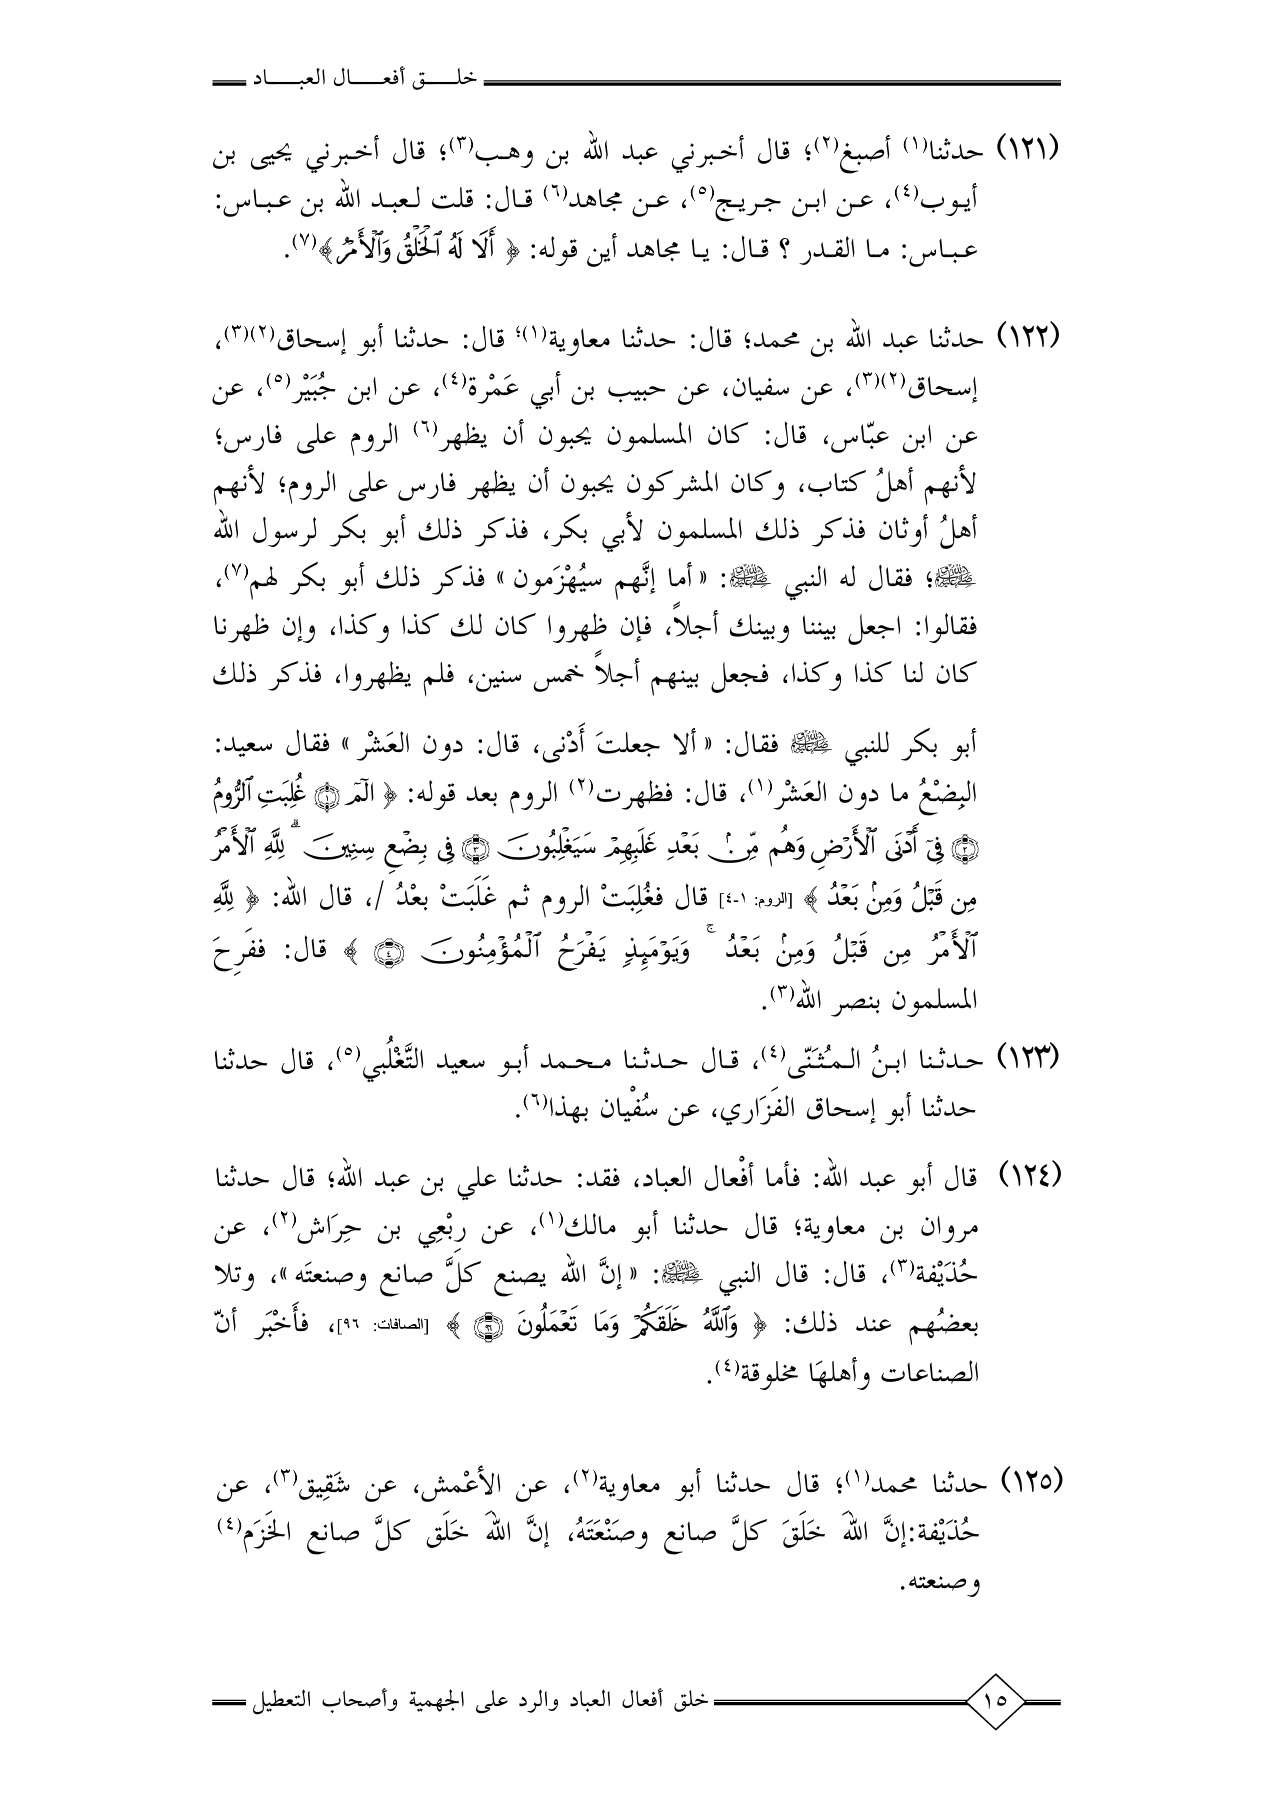 خلـــق أفعـــال العبـــاد
(١٢١) حدثنا(١) أصبغ(٢)؛ قال أخبرني عبد الله بن وهب(٣)؛ قال أخبرني يحيى بن
أيوب(٤)، عن ابن جريج(٥)، عن مجاهد(٦) قال: قلت لعبد الله بن عباس:
عباس: ما القدر ؟ قال: يا مجاهد أين قوله: ﴿ أَلَا لَهُ ٱلْخَلْقُ وَٱلْأَمْرُ ﴾(٧).
(١٢٢) حدثنا عبد الله بن محمد؛ قال: حدثنا معاوية(١)؛ قال: حدثنا أبو إسحاق(٢)(٣)،
إسحاق(٢)(٣)، عن سفيان، عن حبيب بن أبي عَمْرة(٤)، عن ابن جُبَيْر(٥)، عن
عن ابن عبّاس، قال: كان المسلمون يحبون أن يظهر(٦) الروم على فارس؛
لأنهم أهلُ كتاب، وكان المشركون يحبون أن يظهر فارس على الروم؛ لأنهم
أهلُ أوثان فذكر ذلك المسلمون لأبي بكر، فذكر ذلك أبو بكر لرسول الله
ﷺ؛ فقال له النبي ﷺ: « أما إنَّهم سيُهْزَمون » فذكر ذلك أبو بكر لهم(٧)،
فقالوا: اجعل بيننا وبينك أجلاً، فإن ظهروا كان لك كذا وكذا، وإن ظهرنا
كان لنا كذا وكذا، فجعل بينهم أجلاً خمس سنين، فلم يظهروا، فذكر ذلك
أبو بكر للنبي ﷺ فقال: « ألا جعلتَ أَدْنى، قال: دون العَشْر » فقال سعيد:
البِضْعُ ما دون العَشْر(١)، قال: فظهرت(٢) الروم بعد قوله: ﴿ الٓمٓ ۝١ غُلِبَتِ ٱلرُّومُ
۝٢ فِىٓ أَدْنَى ٱلْأَرْضِ وَهُم مِّنۢ بَعْدِ غَلَبِهِمْ سَيَغْلِبُونَ ۝٣ فِى بِضْعِ سِنِينَ ۗ لِلَّهِ ٱلْأَمْرُ
مِن قَبْلُ وَمِنۢ بَعْدُ ﴾ [الروم: ١-٤] قال فغُلِبَتْ الروم ثم غَلَبَتْ بعْدُ /، قال الله: ﴿ لِلَّهِ
ٱلْأَمْرُ مِن قَبْلُ وَمِنۢ بَعْدُ ۚ وَيَوْمَئِذٍ يَفْرَحُ ٱلْمُؤْمِنُونَ ۝٤ ﴾ قال: ففَرِحَ
المسلمون بنصر الله(٣).
(١٢٣) حدثنا ابنُ المُثَنّى(٤)، قال حدثنا محمد أبو سعيد التَّغْلُبي(٥)، قال حدثنا
حدثنا أبو إسحاق الفَزَاري، عن سُفْيان بهذا(٦).
(١٢٤) قال أبو عبد الله: فأما أفْعال العباد، فقد: حدثنا علي بن عبد الله؛ قال حدثنا
مروان بن معاوية؛ قال حدثنا أبو مالك(١)، عن رِبْعِي بن حِرَاش(٢)، عن
حُذَيْفة(٣)، قال: قال النبي ﷺ: « إنَّ الله يصنع كلَّ صانع وصنعتَه »، وتلا
بعضُهم عند ذلك: ﴿ وَٱللَّهُ خَلَقَكُمْ وَمَا تَعْمَلُونَ ۝٩٦ ﴾ [الصافات: ٩٦]، فأَخْبَر أنّ
الصناعات وأهلهَا مخلوقة(٤).
(١٢٥) حدثنا محمد(١)؛ قال حدثنا أبو معاوية(٢)، عن الأعْمش، عن شَقِيق(٣)، عن
حُذَيْفة:إنَّ اللهَ خَلَقَ كلَّ صانع وصَنْعَتَهُ، إنَّ اللهَ خَلَق كلَّ صانع الخَزَم(٤)
وصنعته.
خلق أفعال العباد والرد على الجهمية وأصحاب التعطيل ١٥